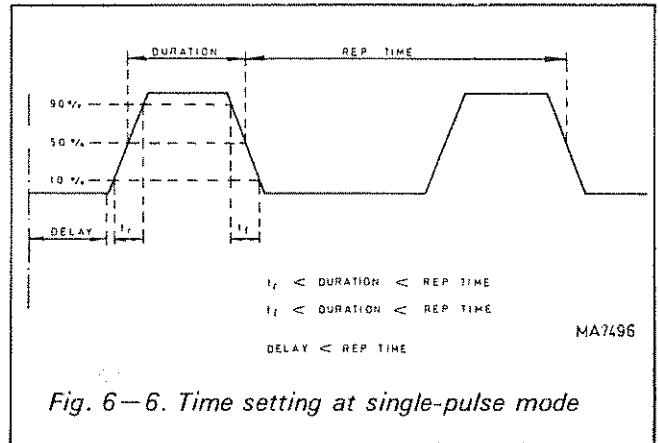 DURATION REP TIME
90%
50%
10%
DELAY tr tf
tr < DURATION < REP TIME
tf < DURATION < REP TIME
DELAY < REP TIME
MA7496
Fig. 6—6. Time setting at single-pulse mode